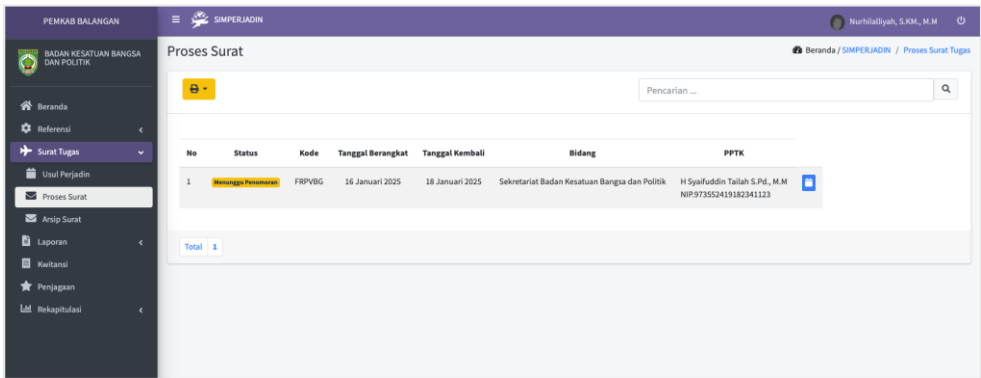 PEMKAB BALANGAN
SIMPERJADIN
Nurhilalliyah, S.KM., M.M
BADAN KESATUAN BANGSA
DAN POLITIK
Proses Surat
Beranda / SIMPERJADIN / Proses Surat Tugas
Pencarian ...
Beranda
Referensi
Surat Tugas
Usul Perjadin
Proses Surat
Arsip Surat
Laporan
Kwitansi
Penjagaan
Rekapitulasi
No Status Kode Tanggal Berangkat Tanggal Kembali Bidang PPTK
1 Menunggu Penomoran FRPVBG 16 Januari 2025 18 Januari 2025 Sekretariat Badan Kesatuan Bangsa dan Politik H Syaifuddin Tailah S.Pd., M.M
NIP.973552419182341123
Total 1